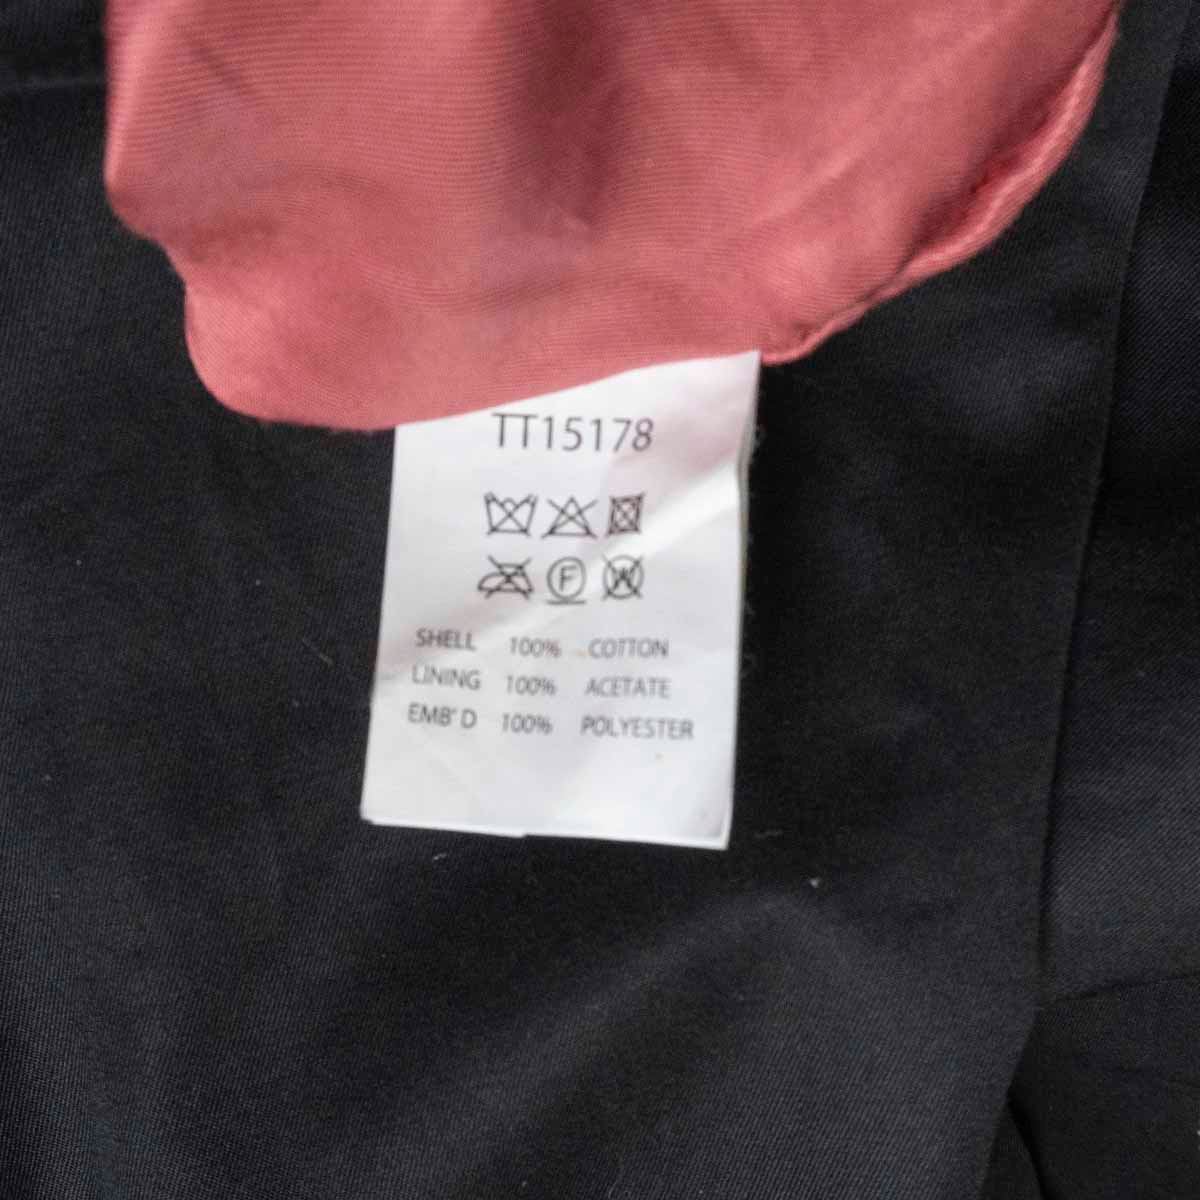 TT15178
F W
SHELL 100% COTTON
LINING 100% ACETATE
EMB'D 100% POLYESTER